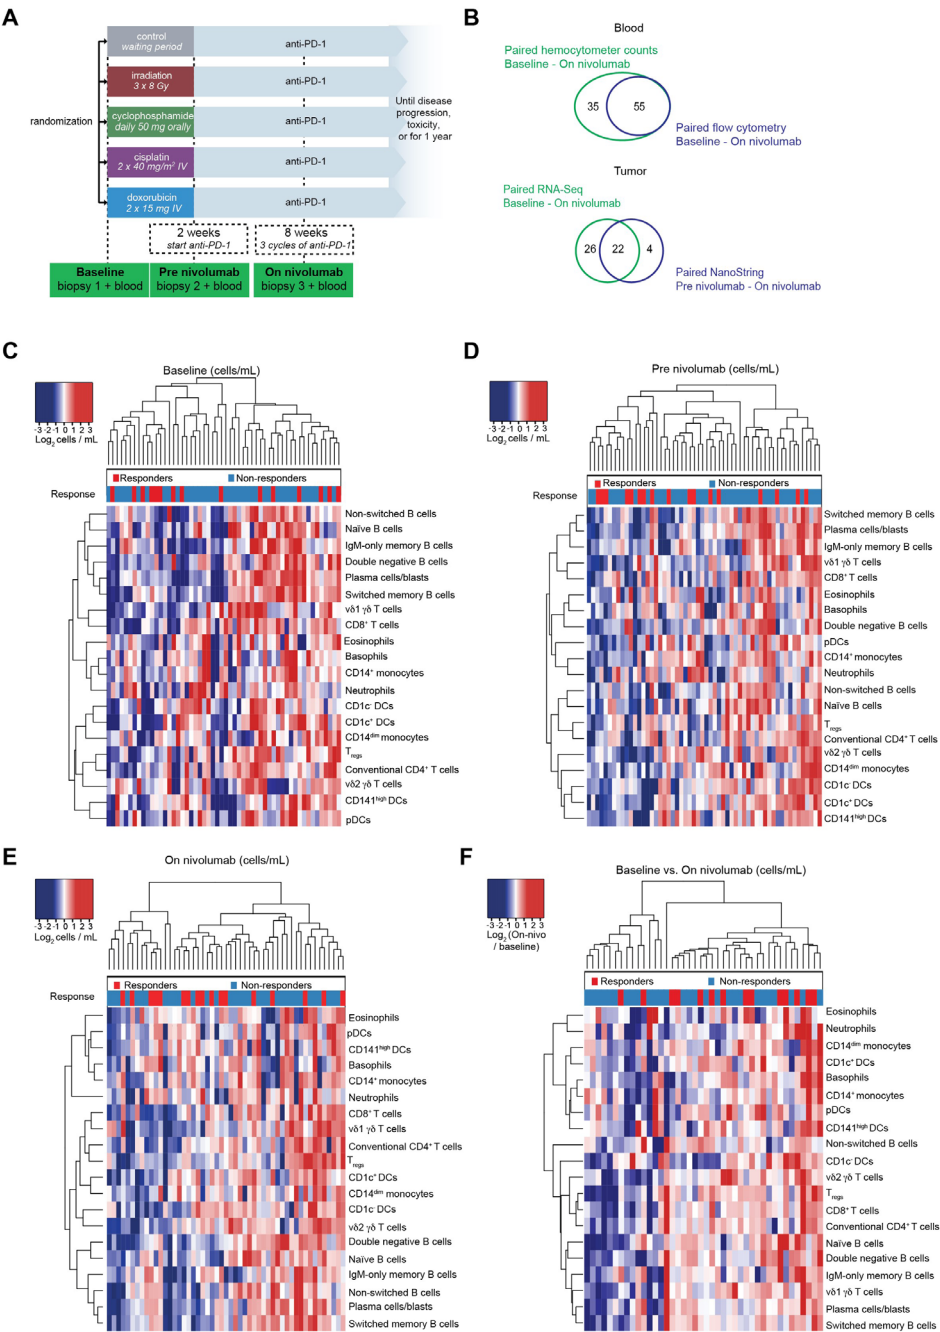 A
control
waiting period
anti-PD-1
irradiation
3 x 8 Gy
anti-PD-1
randomization
cyclophosphamide
daily 50 mg orally
anti-PD-1
cisplatin
2 x 40 mg/m² IV
anti-PD-1
doxorubicin
2 x 15 mg IV
anti-PD-1
Until disease
progression,
toxicity,
or for 1 year
2 weeks
start anti-PD-1
8 weeks
3 cycles of anti-PD-1
Baseline
biopsy 1 + blood
Pre nivolumab
biopsy 2 + blood
On nivolumab
biopsy 3 + blood
B
Blood
Paired hemocytometer counts
Baseline - On nivolumab
35
55
Paired flow cytometry
Baseline - On nivolumab
Tumor
Paired RNA-Seq
Baseline - On nivolumab
26
22
4
Paired NanoString
Pre nivolumab - On nivolumab
C
Baseline (cells/mL)
-3 -2 -1 0 1 2 3
Log₂ cells / mL
Responders
Non-responders
Response
Non-switched B cells
Naïve B cells
IgM-only memory B cells
Double negative B cells
Plasma cells/blasts
Switched memory B cells
vδ1 γδ T cells
CD8⁺ T cells
Eosinophils
Basophils
CD14⁺ monocytes
Neutrophils
CD1c⁻ DCs
CD1c⁺ DCs
CD14ᵈⁱᵐ monocytes
Tregs
Conventional CD4⁺ T cells
vδ2 γδ T cells
CD141ʰⁱᵍʰ DCs
pDCs
D
Pre nivolumab (cells/mL)
-3 -2 -1 0 1 2 3
Log₂ cells / mL
Responders
Non-responders
Response
Switched memory B cells
Plasma cells/blasts
IgM-only memory B cells
vδ1 γδ T cells
CD8⁺ T cells
Eosinophils
Basophils
Double negative B cells
pDCs
CD14⁺ monocytes
Neutrophils
Non-switched B cells
Naïve B cells
Tregs
Conventional CD4⁺ T cells
vδ2 γδ T cells
CD14ᵈⁱᵐ monocytes
CD1c⁻ DCs
CD1c⁺ DCs
CD141ʰⁱᵍʰ DCs
E
On nivolumab (cells/mL)
-3 -2 -1 0 1 2 3
Log₂ cells / mL
Responders
Non-responders
Response
Eosinophils
pDCs
CD141ʰⁱᵍʰ DCs
Basophils
CD14⁺ monocytes
Neutrophils
CD8⁺ T cells
vδ1 γδ T cells
Conventional CD4⁺ T cells
Tregs
CD1c⁺ DCs
CD14ᵈⁱᵐ monocytes
CD1c⁻ DCs
vδ2 γδ T cells
Double negative B cells
Naïve B cells
IgM-only memory B cells
Non-switched B cells
Plasma cells/blasts
Switched memory B cells
F
Baseline vs. On nivolumab (cells/mL)
-3 -2 -1 0 1 2 3
Log₂ (On-nivo
/ baseline)
Responders
Non-responders
Eosinophils
Neutrophils
CD14ᵈⁱᵐ monocytes
CD1c⁺ DCs
Basophils
CD14⁺ monocytes
pDCs
CD141ʰⁱᵍʰ DCs
Non-switched B cells
CD1c⁻ DCs
vδ2 γδ T cells
Tregs
CD8⁺ T cells
Conventional CD4⁺ T cells
Naïve B cells
Double negative B cells
IgM-only memory B cells
vδ1 γδ T cells
Plasma cells/blasts
Switched memory B cells